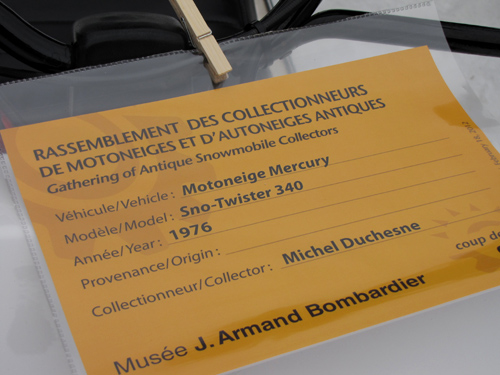 RASSEMBLEMENT DES COLLECTIONNEURS
DE MOTONEIGES ET D'AUTONEIGES ANTIQUES
Gathering of Antique Snowmobile Collectors
Véhicule/Vehicle: Motoneige Mercury
Modèle/Model: Sno-Twister 340
Année/Year: 1976
Provenance/Origin:
Collectionneur/Collector: Michel Duchesne
coup de
Musée J. Armand Bombardier